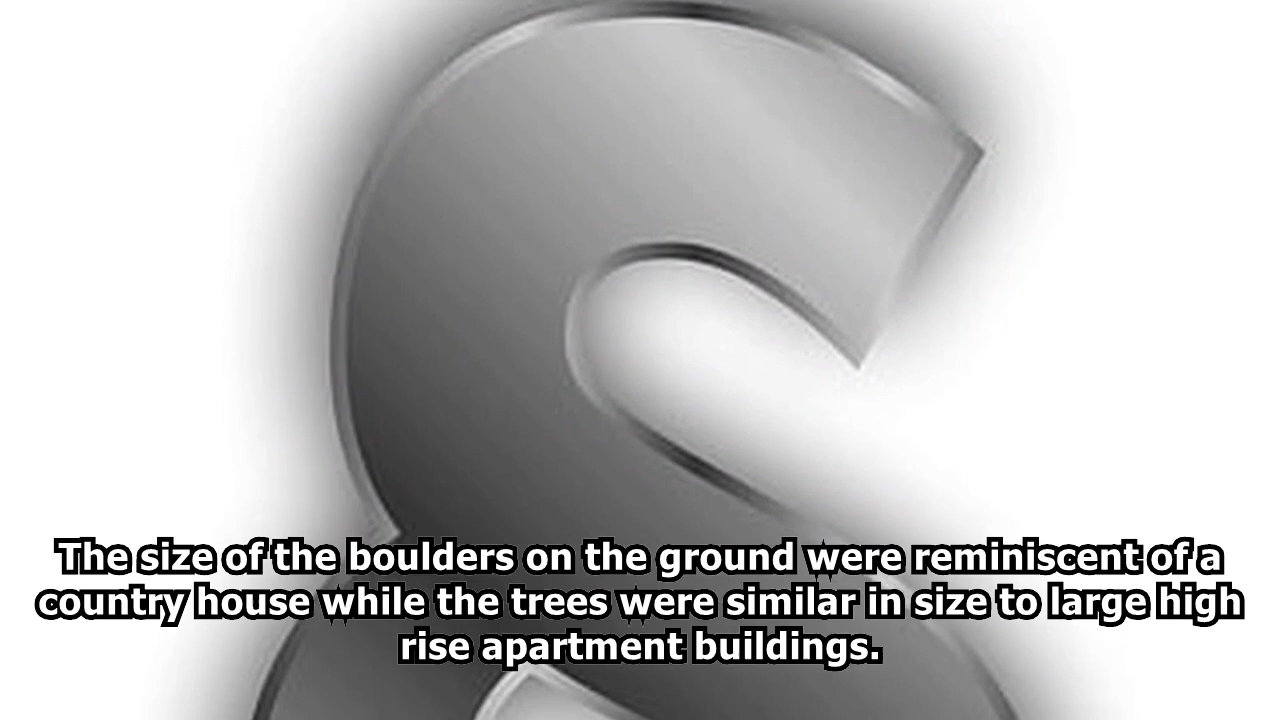 The size of the boulders on the ground were reminiscent of a
country house while the trees were similar in size to large high
rise apartment buildings.